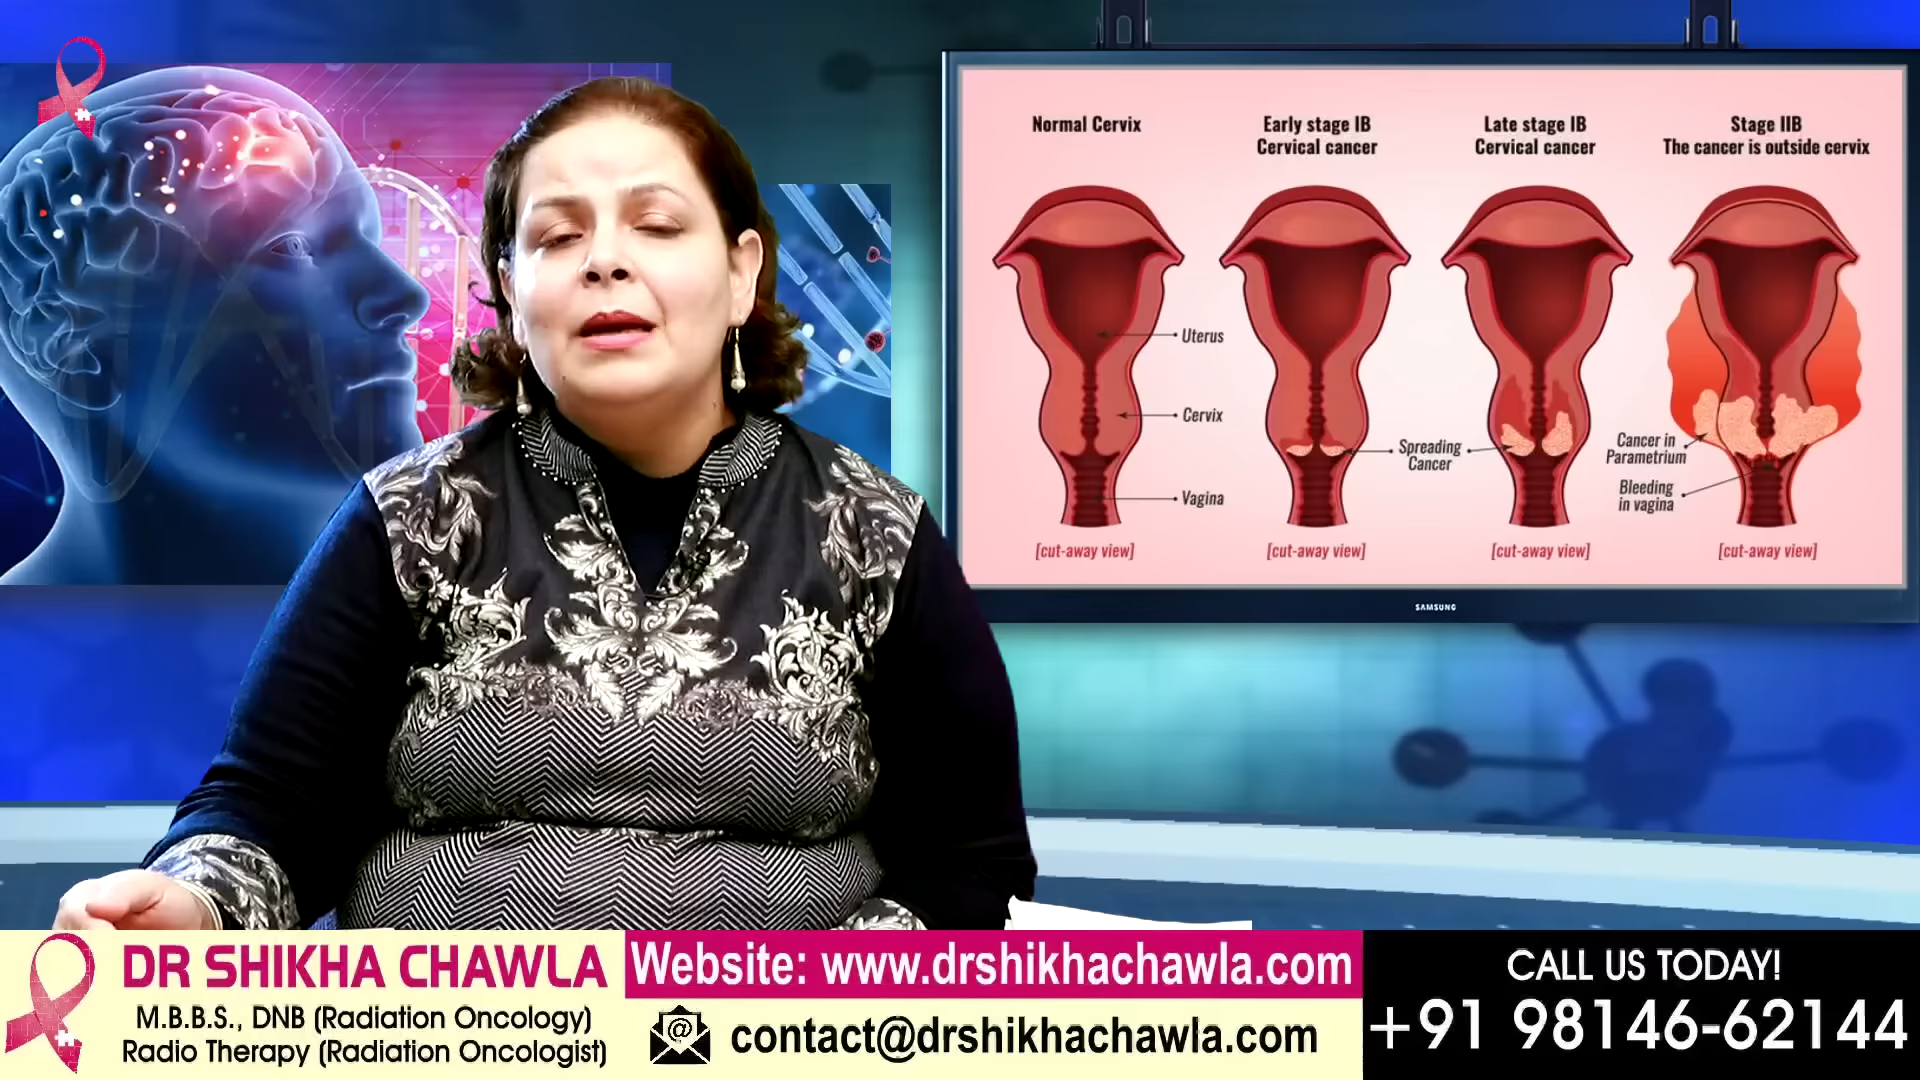 Normal Cervix
Early stage IB
Cervical cancer
Late stage IB
Cervical cancer
Stage IIB
The cancer is outside cervix
Uterus
Cervix
Vagina
Spreading
Cancer
Cancer in
Parametrium
Bleeding
in vagina
[cut-away view]
[cut-away view]
[cut-away view]
[cut-away view]
SAMSUNG
DR SHIKHA CHAWLA
M.B.B.S., DNB (Radiation Oncology)
Radio Therapy (Radiation Oncologist)
Website: www.drshikhachawla.com
@ contact@drshikhachawla.com
CALL US TODAY!
+91 98146-62144